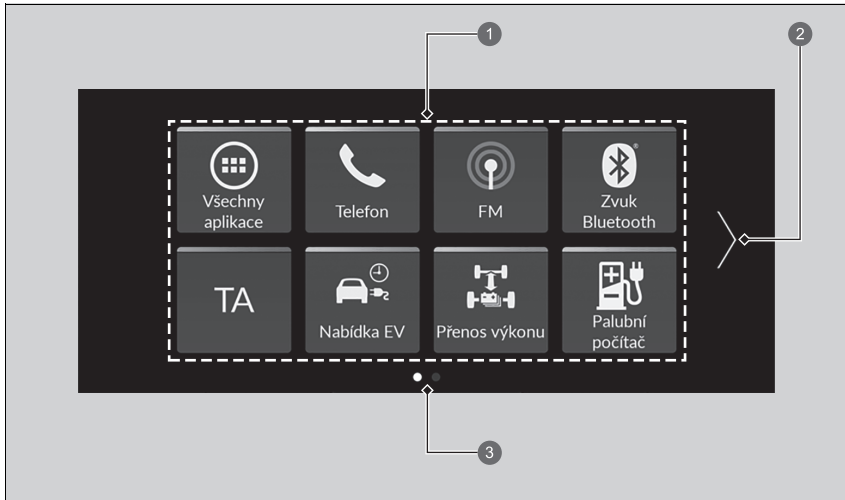 1
2
Všechny
aplikace
Telefon
FM
Zvuk
Bluetooth
TA
Nabídka EV
Přenos výkonu
Palubní
počítač
3